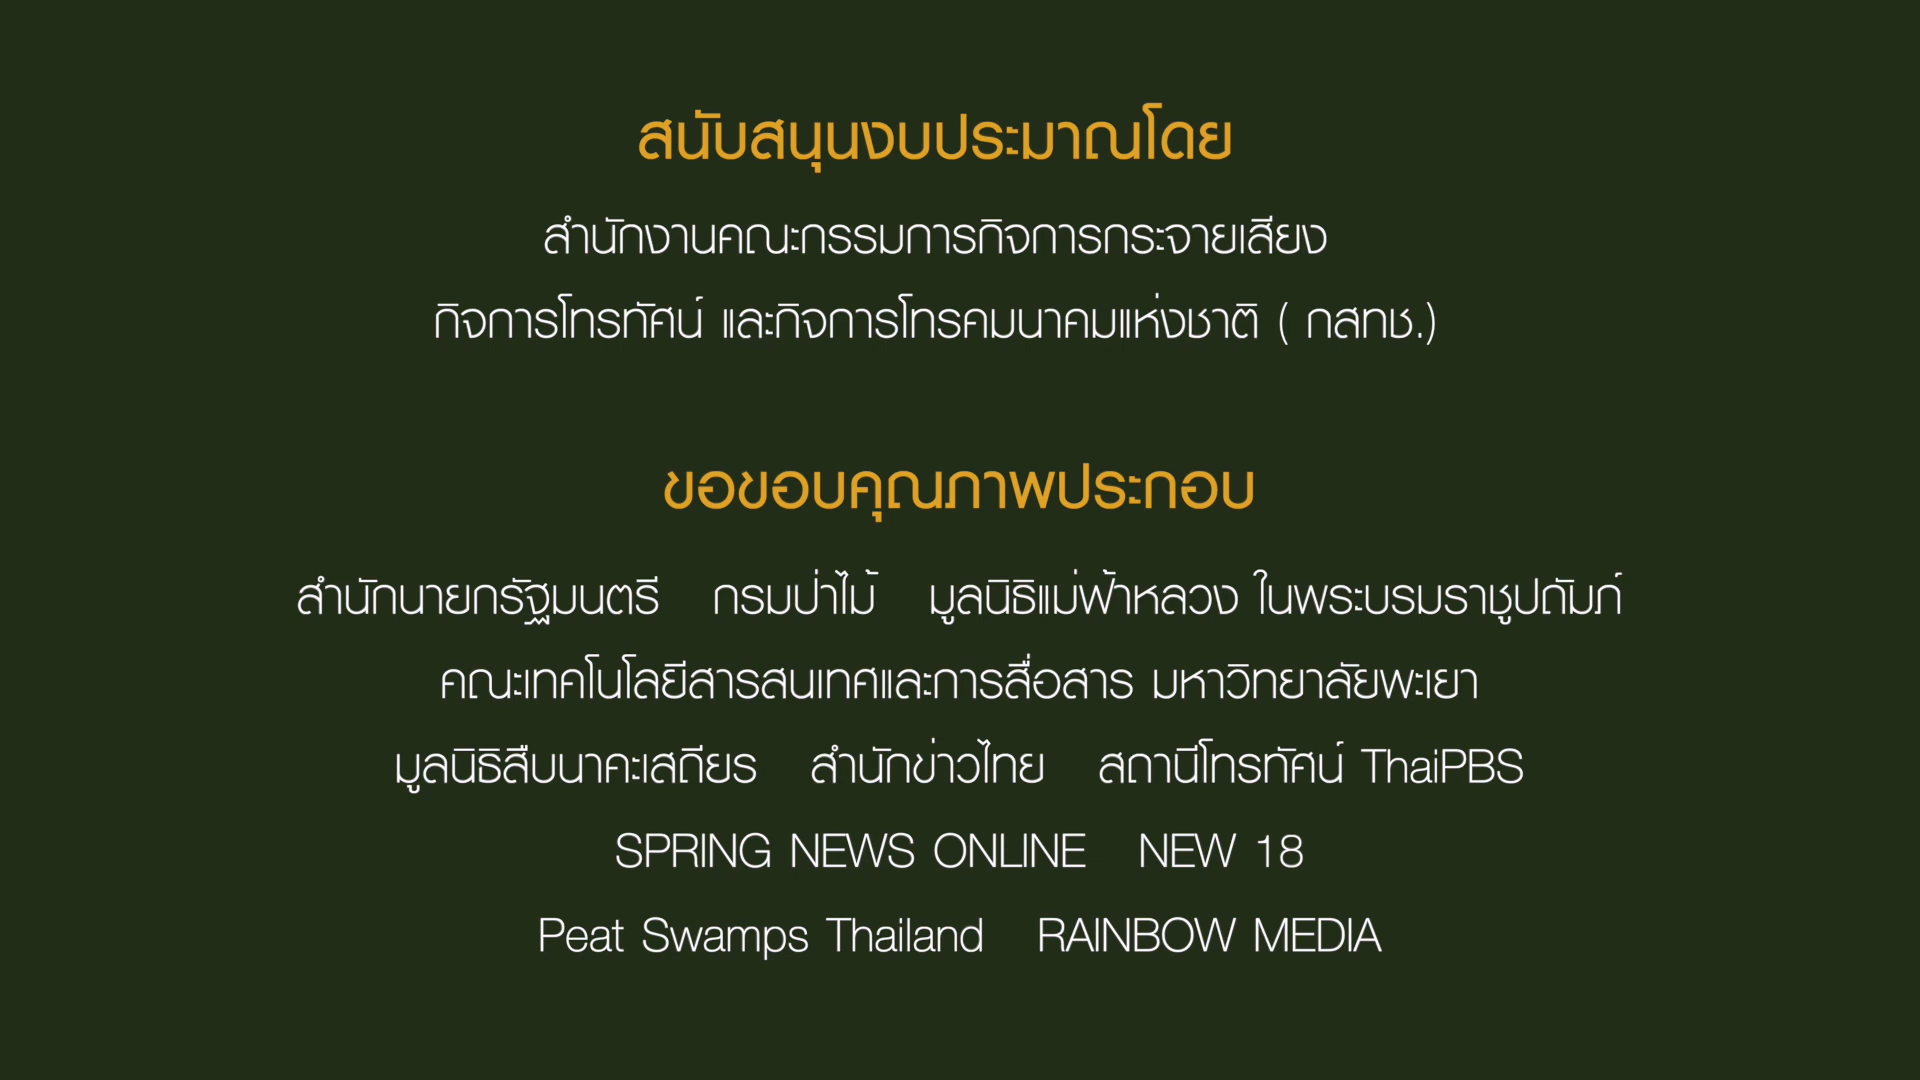 สนับสนุนงบประมาณโดย
สำนักงานคณะกรรมการกิจการกระจายเสียง
กิจการโทรทัศน์ และกิจการโทรคมนาคมแห่งชาติ ( กสทช.)
ขอขอบคุณภาพประกอบ
สำนักนายกรัฐมนตรี กรมป่าไม้ มูลนิธิแม่ฟ้าหลวง ในพระบรมราชูปถัมภ์
คณะเทคโนโลยีสารสนเทศและการสื่อสาร มหาวิทยาลัยพะเยา
มูลนิธิสืบนาคะเสถียร สำนักข่าวไทย สถานีโทรทัศน์ ThaiPBS
SPRING NEWS ONLINE NEW 18
Peat Swamps Thailand RAINBOW MEDIA